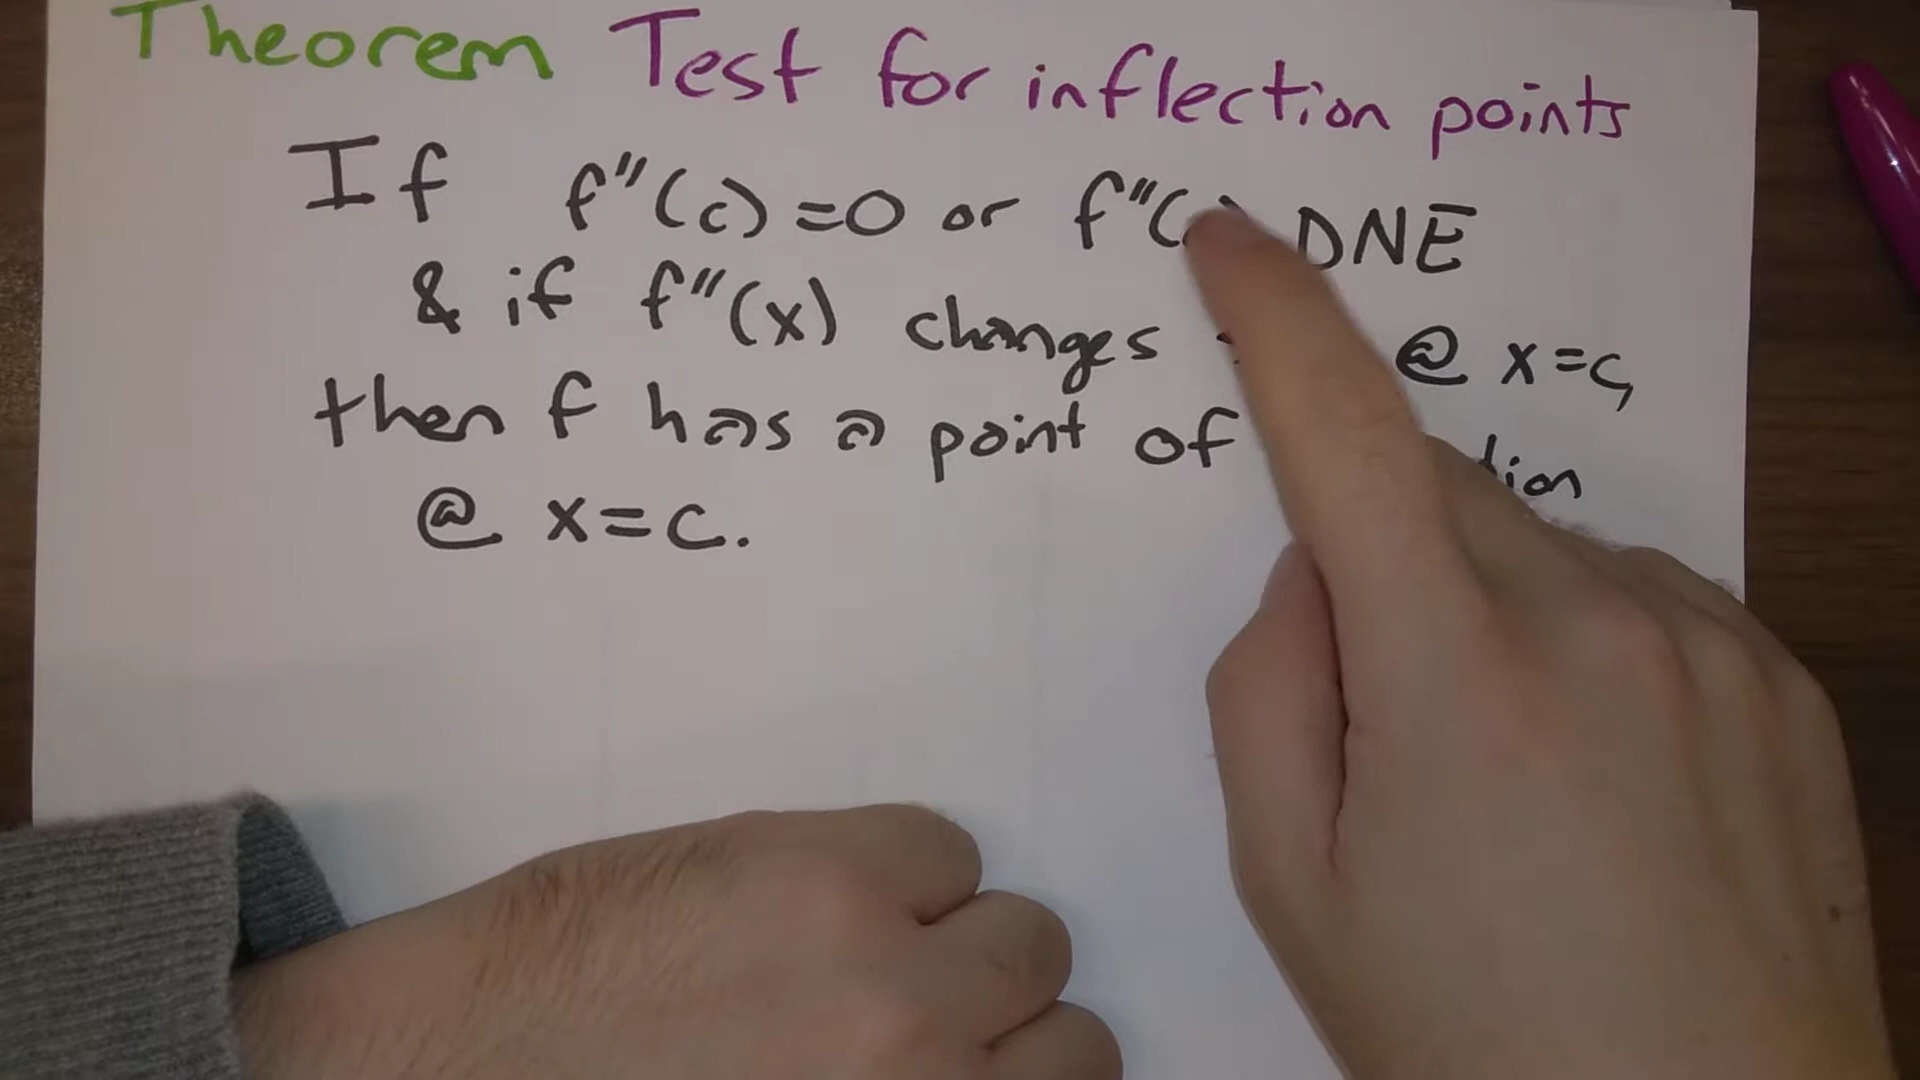 Theorem Test for inflection points
If f"(c)=0 or f"( ) DNE
& if f"(x) changes @ x=c,
then f has a point of
@ x=c.